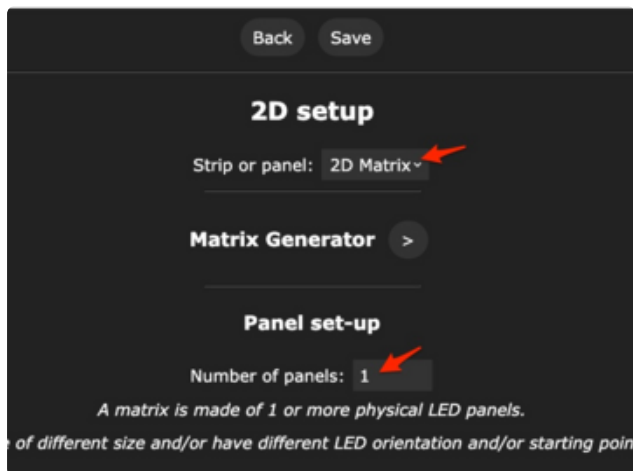 Back Save
2D setup
Strip or panel: 2D Matrix
Matrix Generator >
Panel set-up
Number of panels: 1
A matrix is made of 1 or more physical LED panels.
of different size and/or have different LED orientation and/or starting